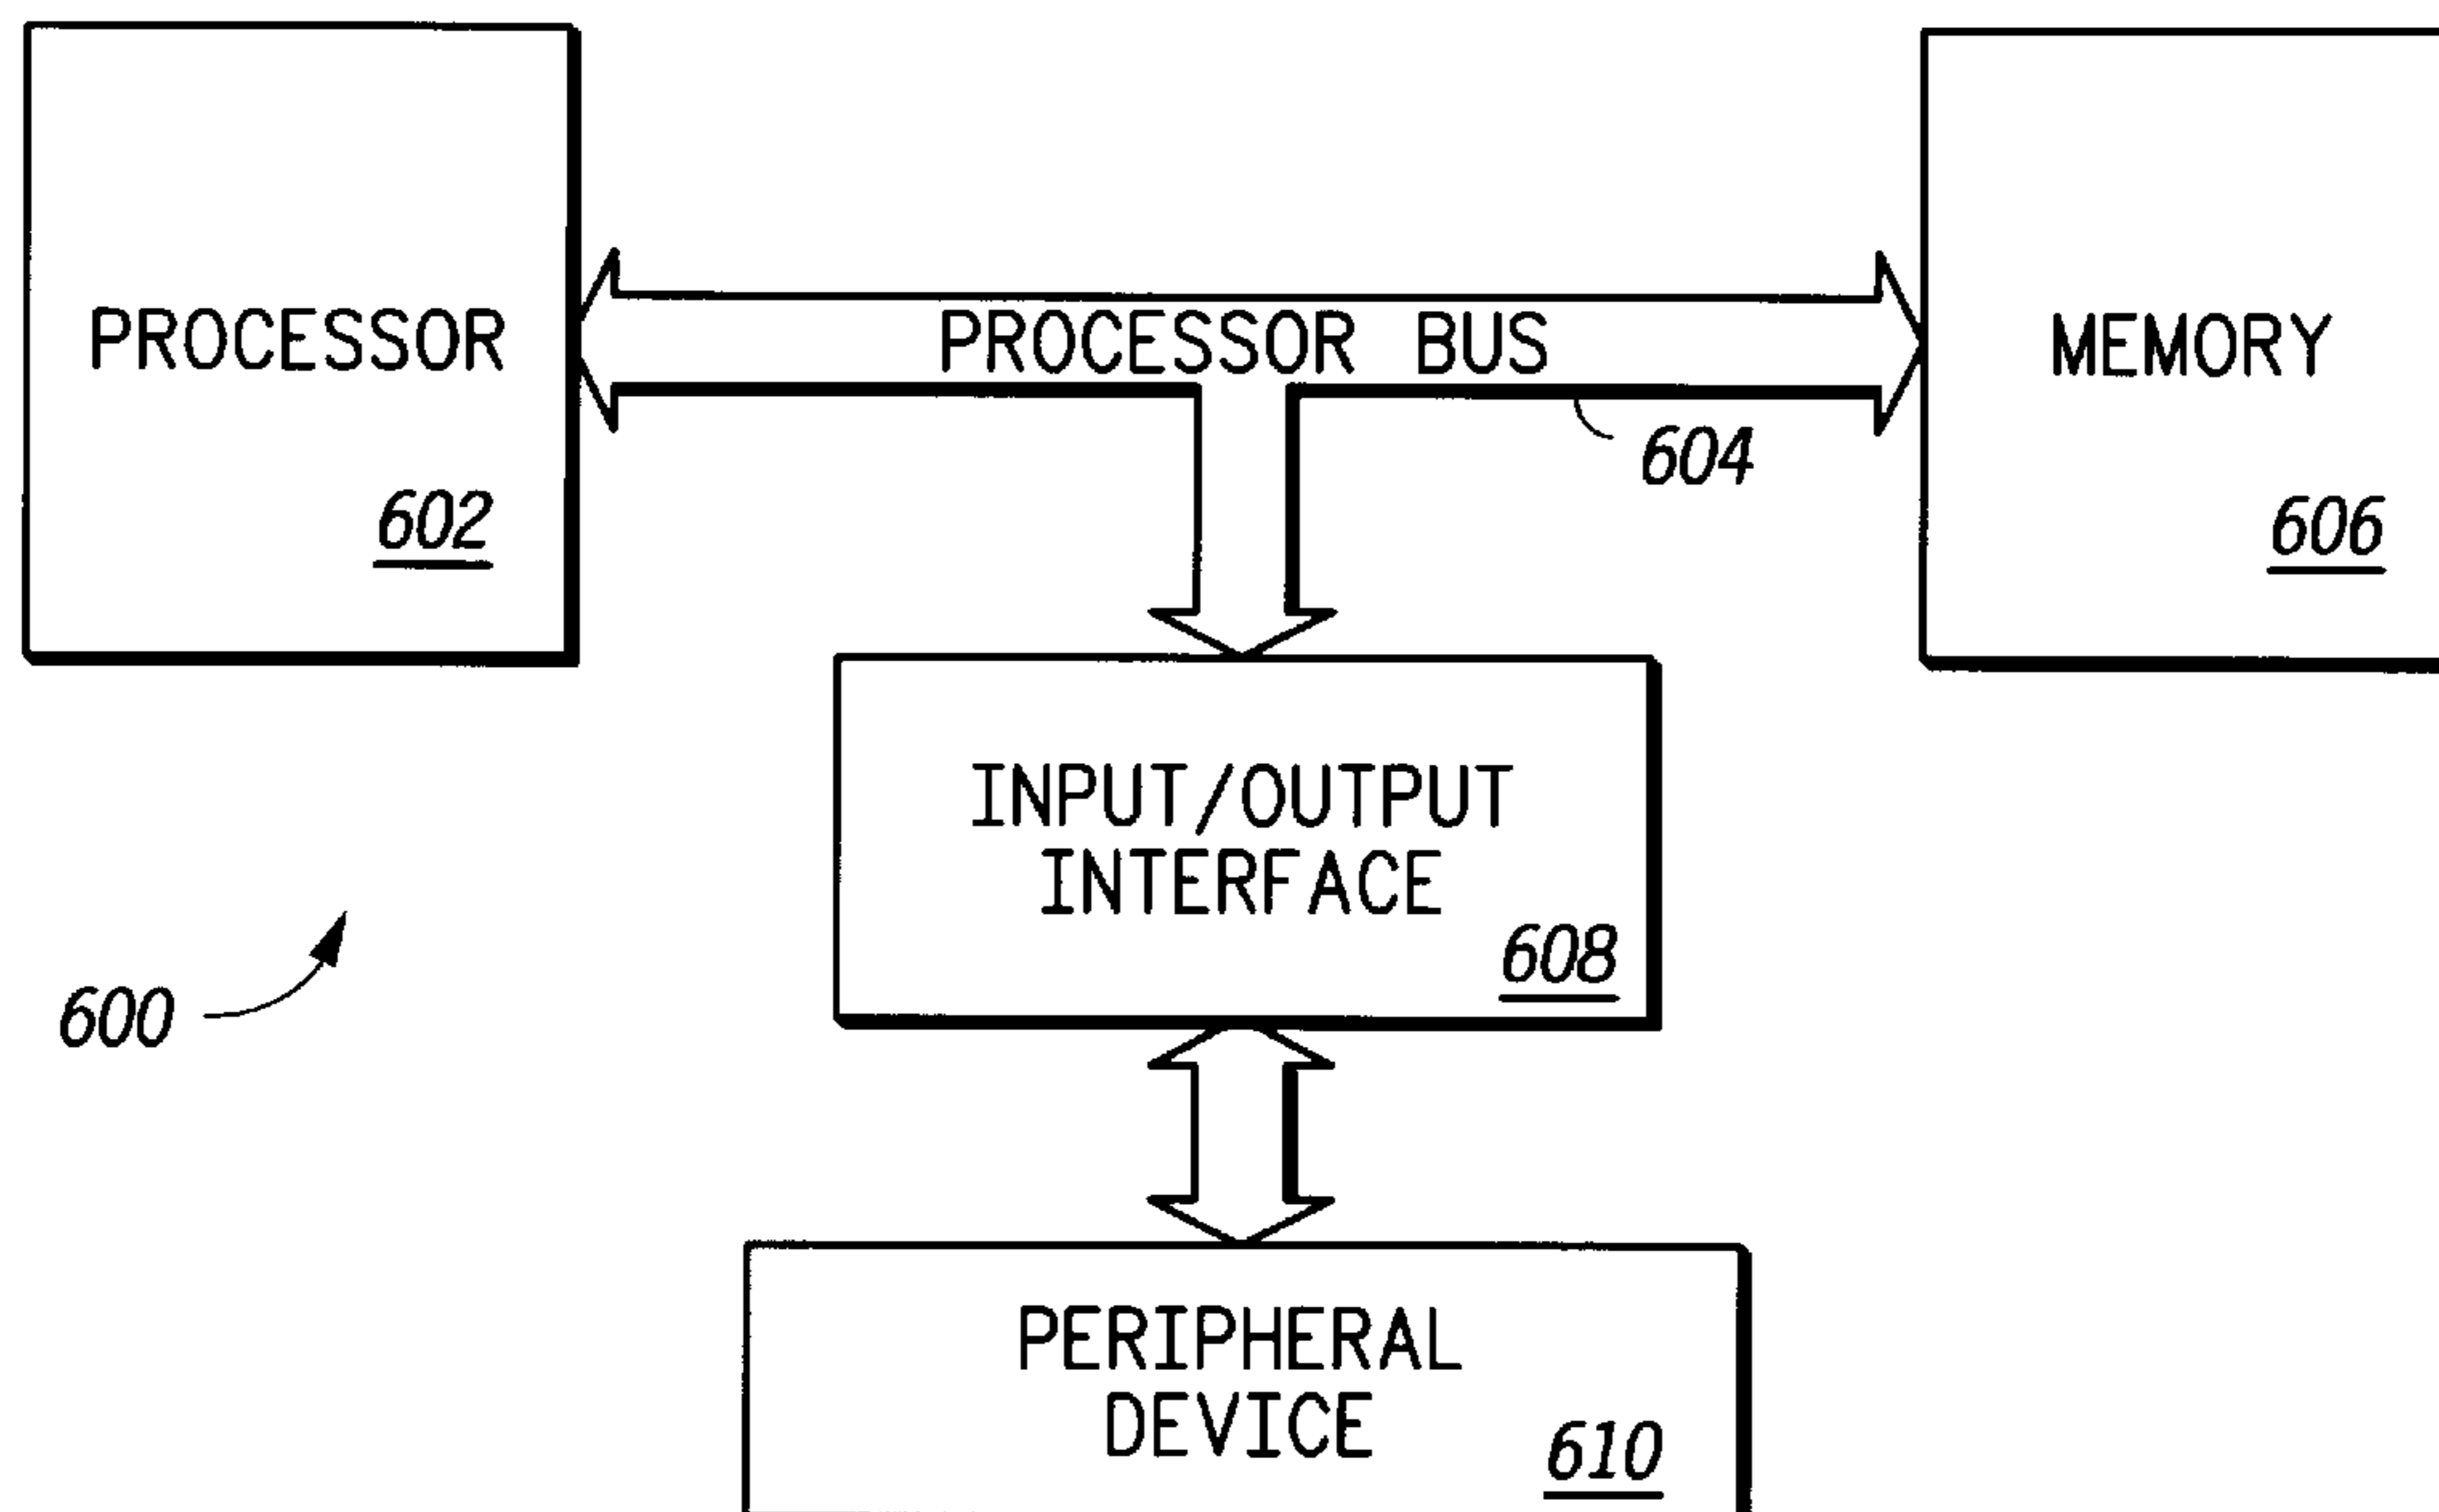 PROCESSOR
602
PROCESSOR BUS
604
MEMORY
606
INPUT/OUTPUT
INTERFACE
608
600
PERIPHERAL
DEVICE
610